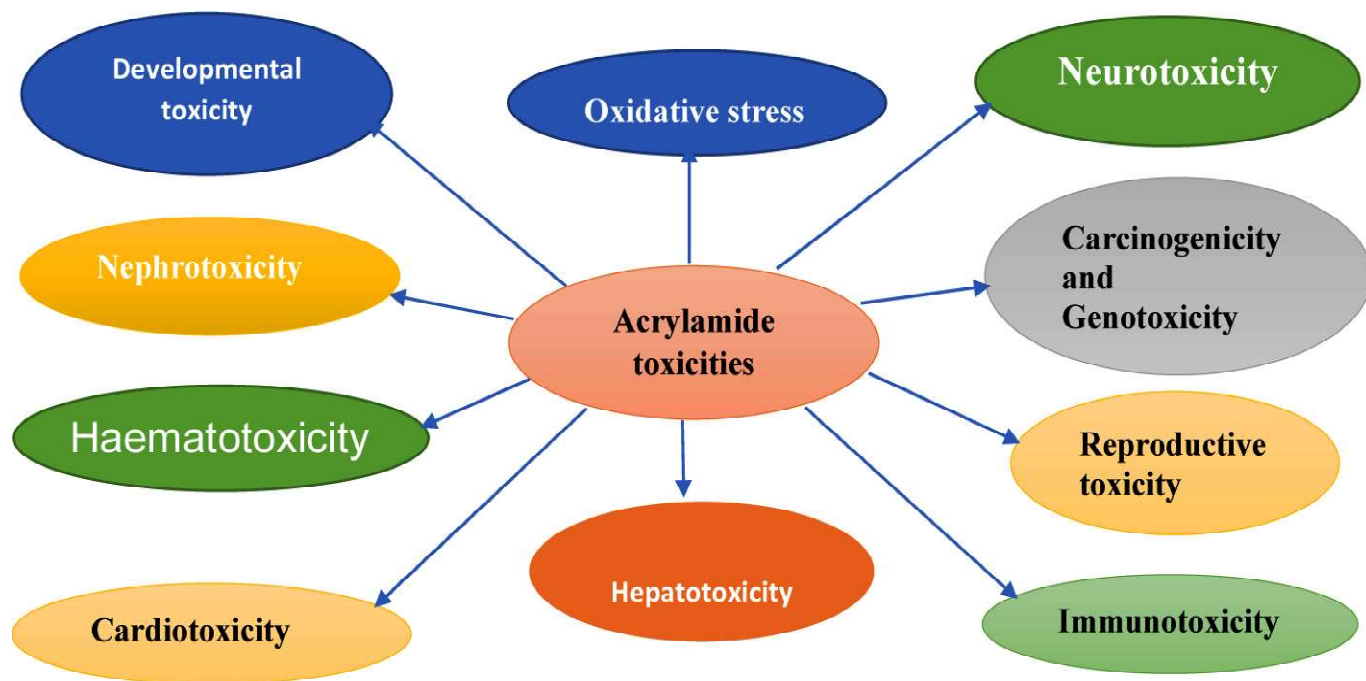 Developmental
toxicity
Oxidative stress
Neurotoxicity
Nephrotoxicity
Acrylamide
toxicities
Carcinogenicity
and
Genotoxicity
Haematotoxicity
Reproductive
toxicity
Cardiotoxicity
Hepatotoxicity
Immunotoxicity